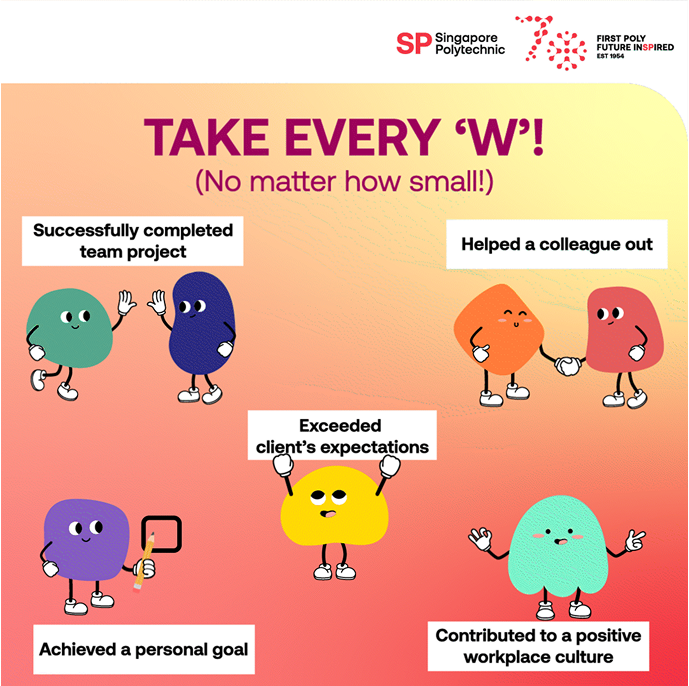 SP Singapore
Polytechnic
70
FIRST POLY
FUTURE INSPIRED
EST 1954
TAKE EVERY ‘W’!
(No matter how small!)
Successfully completed
team project
Helped a colleague out
Exceeded
client’s expectations
Achieved a personal goal
Contributed to a positive
workplace culture